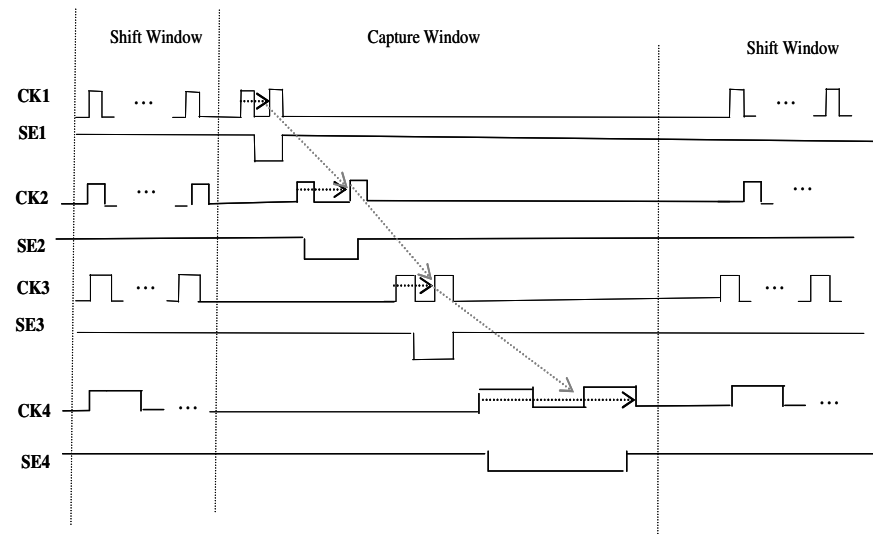 Shift Window
Capture Window
Shift Window
CK1
...
...
SE1
CK2
...
...
SE2
CK3
...
...
SE3
CK4
...
...
SE4